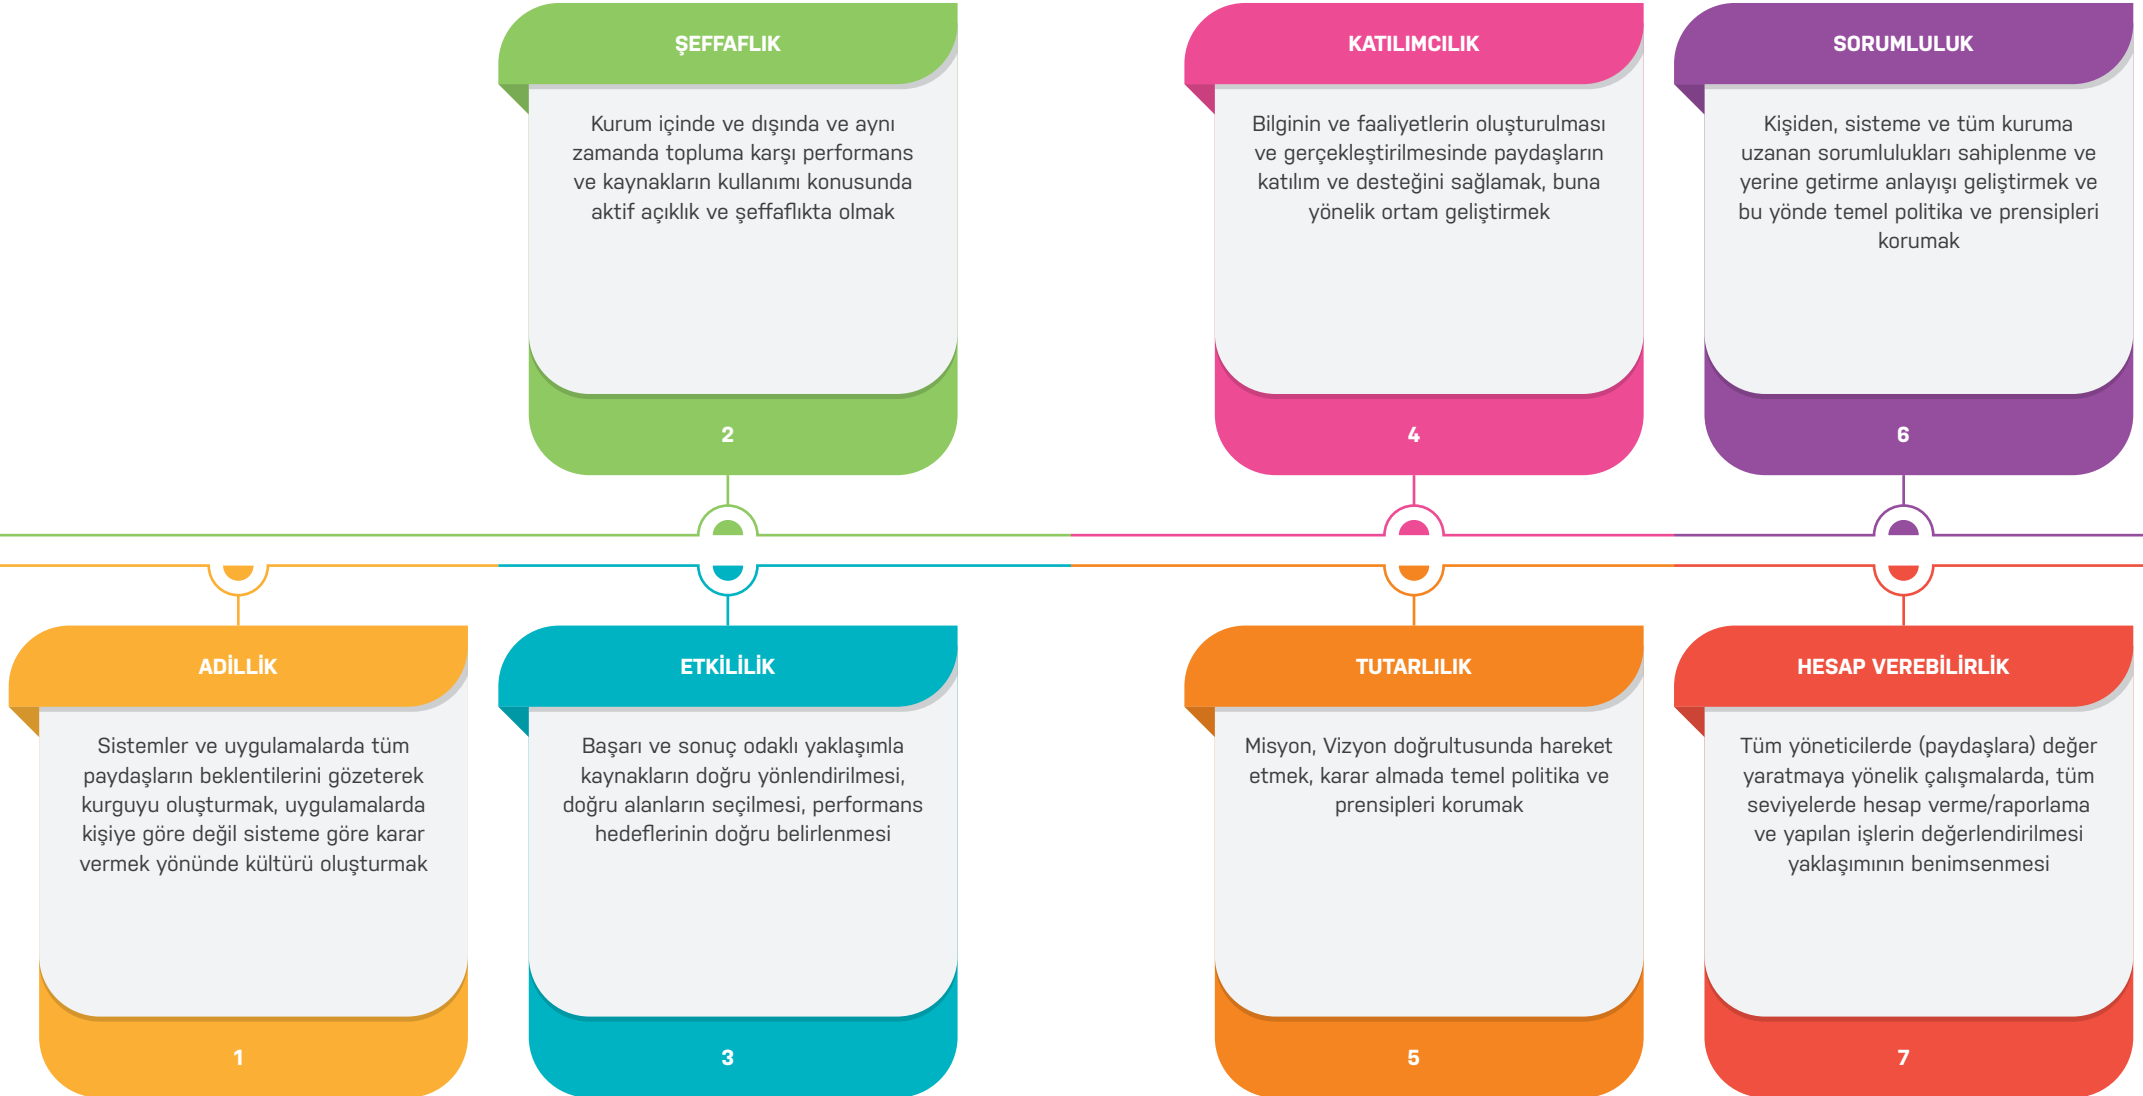 ŞEFFAFLIK
Kurum içinde ve dışında ve aynı
zamanda topluma karşı performans
ve kaynakların kullanımı konusunda
aktif açıklık ve şeffaflıkta olmak
2
KATILIMCILIK
Bilginin ve faaliyetlerin oluşturulması
ve gerçekleştirilmesinde paydaşların
katılım ve desteğini sağlamak, buna
yönelik ortam geliştirmek
4
SORUMLULUK
Kişiden, sisteme ve tüm kuruma
uzanan sorumlulukları sahiplenme ve
yerine getirme anlayışı geliştirmek ve
bu yönde temel politika ve prensipleri
korumak
6
ADİLLİK
Sistemler ve uygulamalarda tüm
paydaşların beklentilerini gözeterek
kurguyu oluşturmak, uygulamalarda
kişiye göre değil sisteme göre karar
vermek yönünde kültürü oluşturmak
1
ETKİLİLİK
Başarı ve sonuç odaklı yaklaşımla
kaynakların doğru yönlendirilmesi,
doğru alanların seçilmesi, performans
hedeflerinin doğru belirlenmesi
3
TUTARLILIK
Misyon, Vizyon doğrultusunda hareket
etmek, karar almada temel politika ve
prensipleri korumak
5
HESAP VEREBİLİRLİK
Tüm yöneticilerde (paydaşlara) değer
yaratmaya yönelik çalışmalarda, tüm
seviyelerde hesap verme/raporlama
ve yapılan işlerin değerlendirilmesi
yaklaşımının benimsenmesi
7